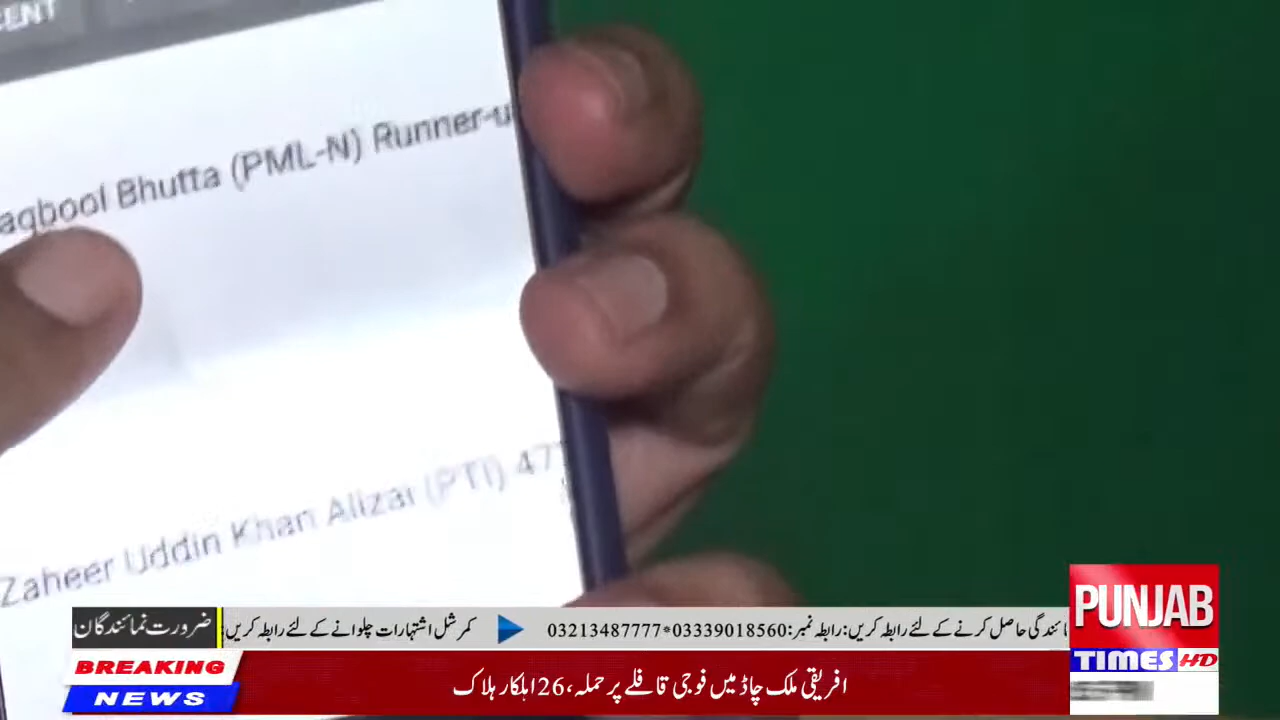 CENT
aqbool Bhutta (PML-N) Runner-u
Zaheer Uddin Khan Alizai (PTI) 47
ضرورت نمائندگان
مائندگی حاصل کرنے کے لئے رابطہ کریں: رابطہ نمبر: 03339018560*03213487777
کمرشل اشتہارات چلوانے کے لئے رابطہ کریں:
PUNJAB
TIMES HD
BREAKING
NEWS
افریقی ملک چاڈ میں فوجی قافلے پر حملہ، 26 اہلکار ہلاک